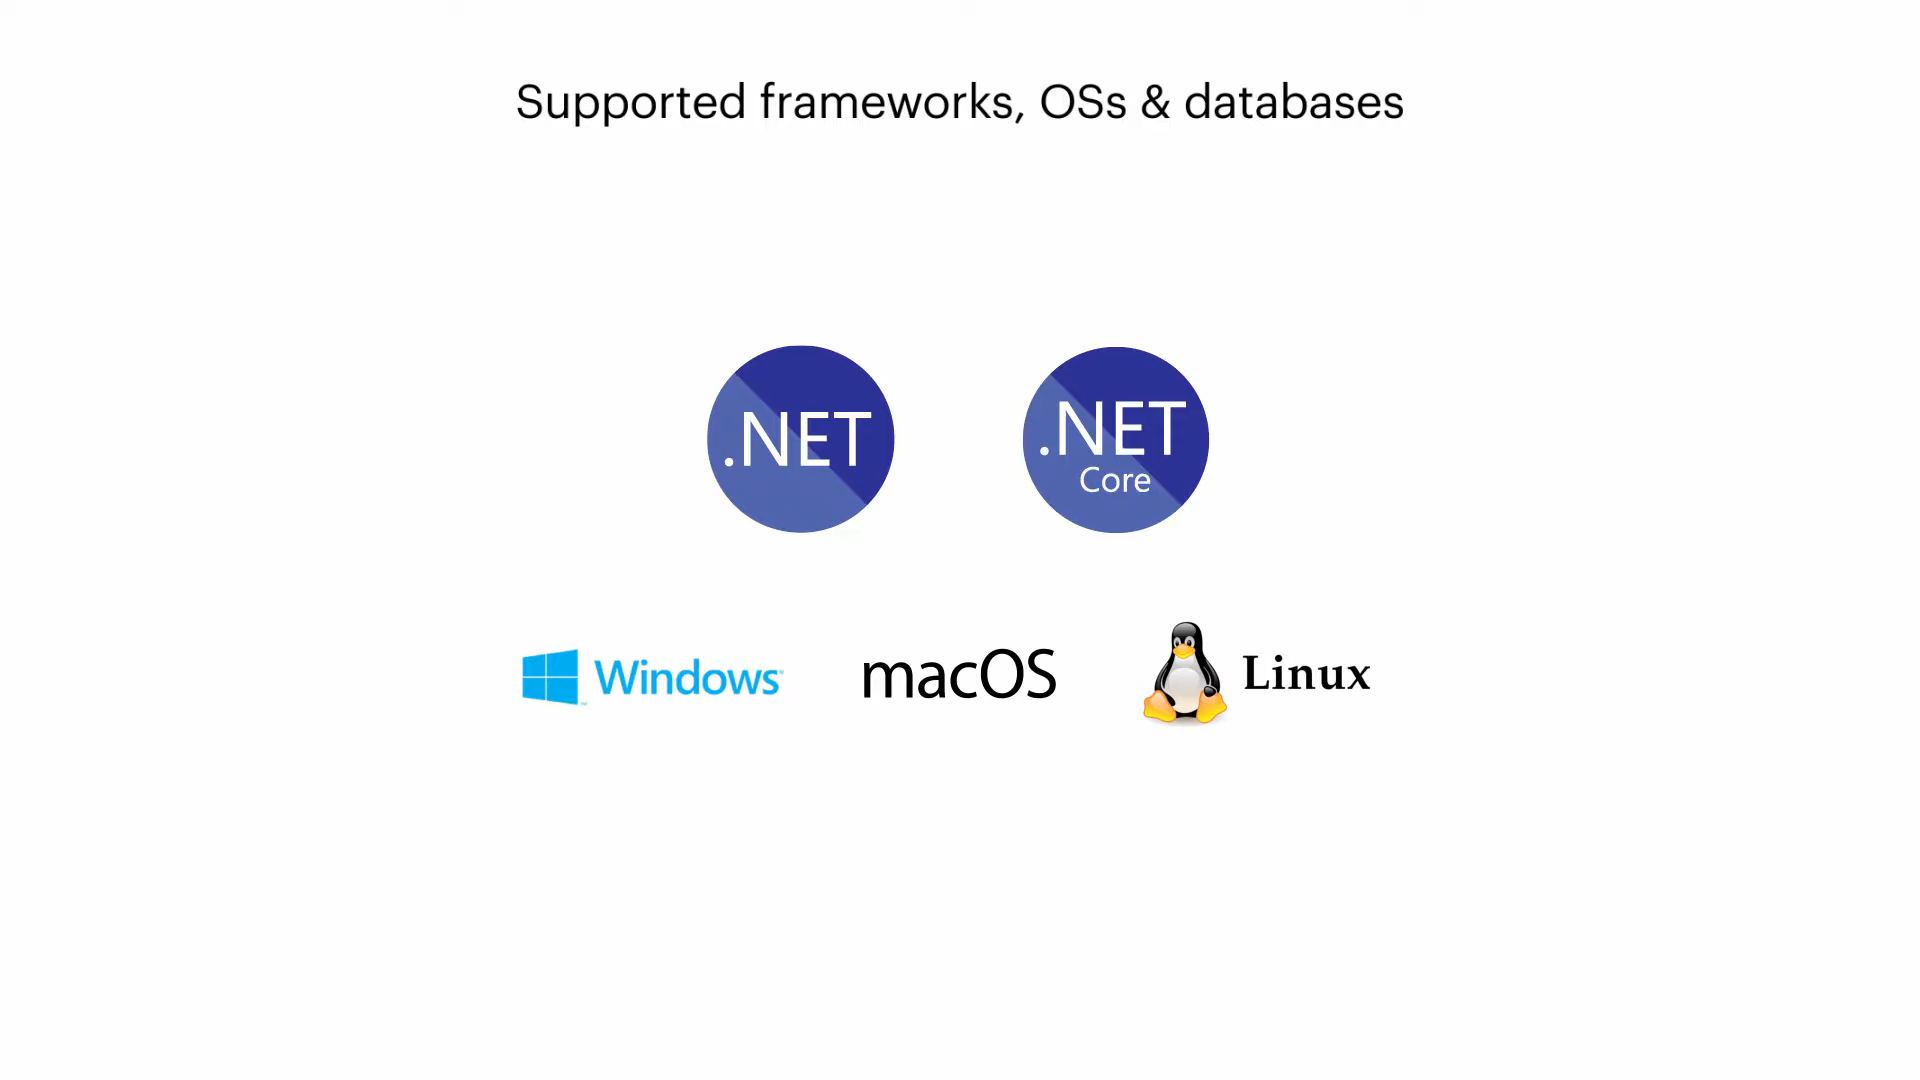 Supported frameworks, OSs & databases
.NET
.NET
Core
Windows
macOS
Linux